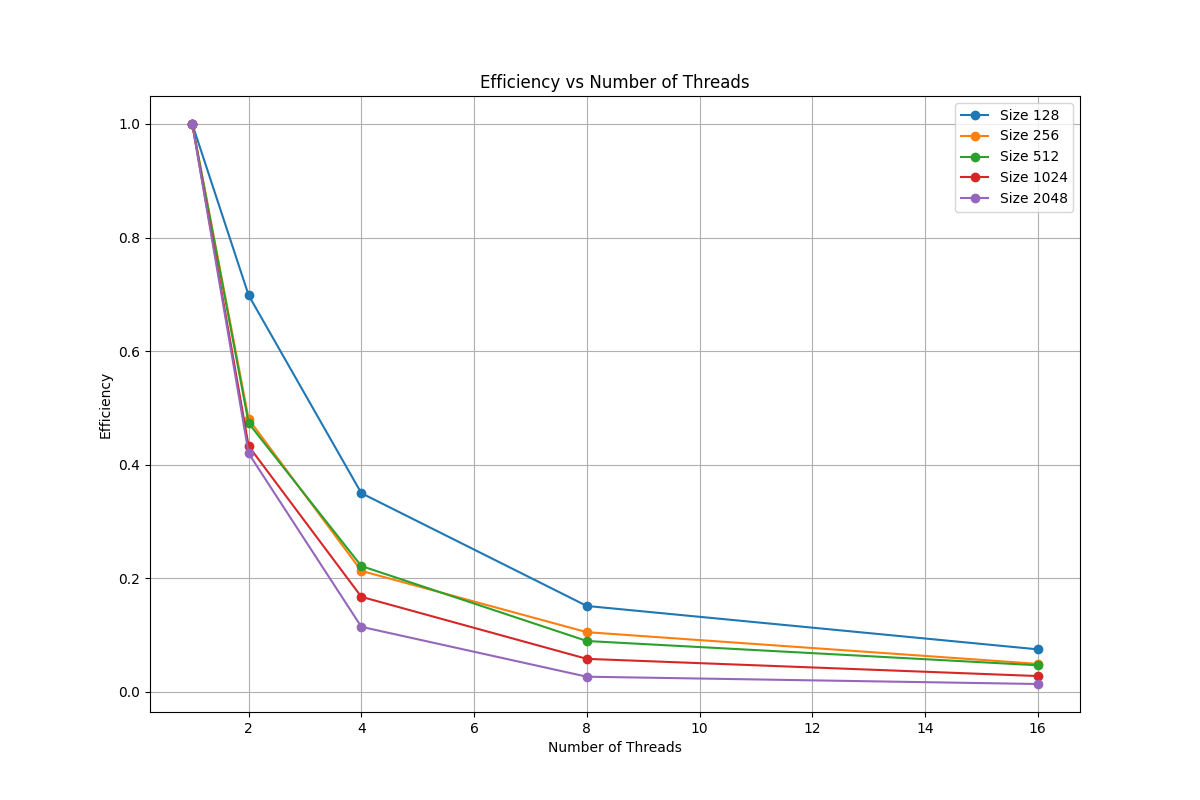 Efficiency vs Number of Threads
Size 128
Size 256
Size 512
Size 1024
Size 2048
1.0
0.8
0.6
0.4
0.2
0.0
Efficiency
2 4 6 8 10 12 14 16
Number of Threads